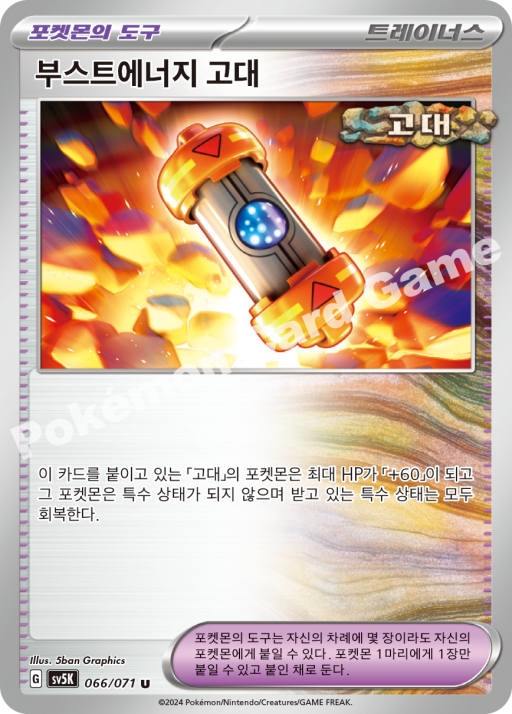 포켓몬의 도구
트레이너스
부스트에너지 고대
고대
Pokémon Card Game
이 카드를 붙이고 있는 「고대」의 포켓몬은 최대 HP가 「+60」이 되고
그 포켓몬은 특수 상태가 되지 않으며 받고 있는 특수 상태는 모두
회복한다.
포켓몬의 도구는 자신의 차례에 몇 장이라도 자신의
포켓몬에게 붙일 수 있다. 포켓몬 1마리에게 1장만
붙일 수 있고 붙인 채로 둔다.
Illus. 5ban Graphics
G SV5K 066/071 U
©2024 Pokémon/Nintendo/Creatures/GAME FREAK.